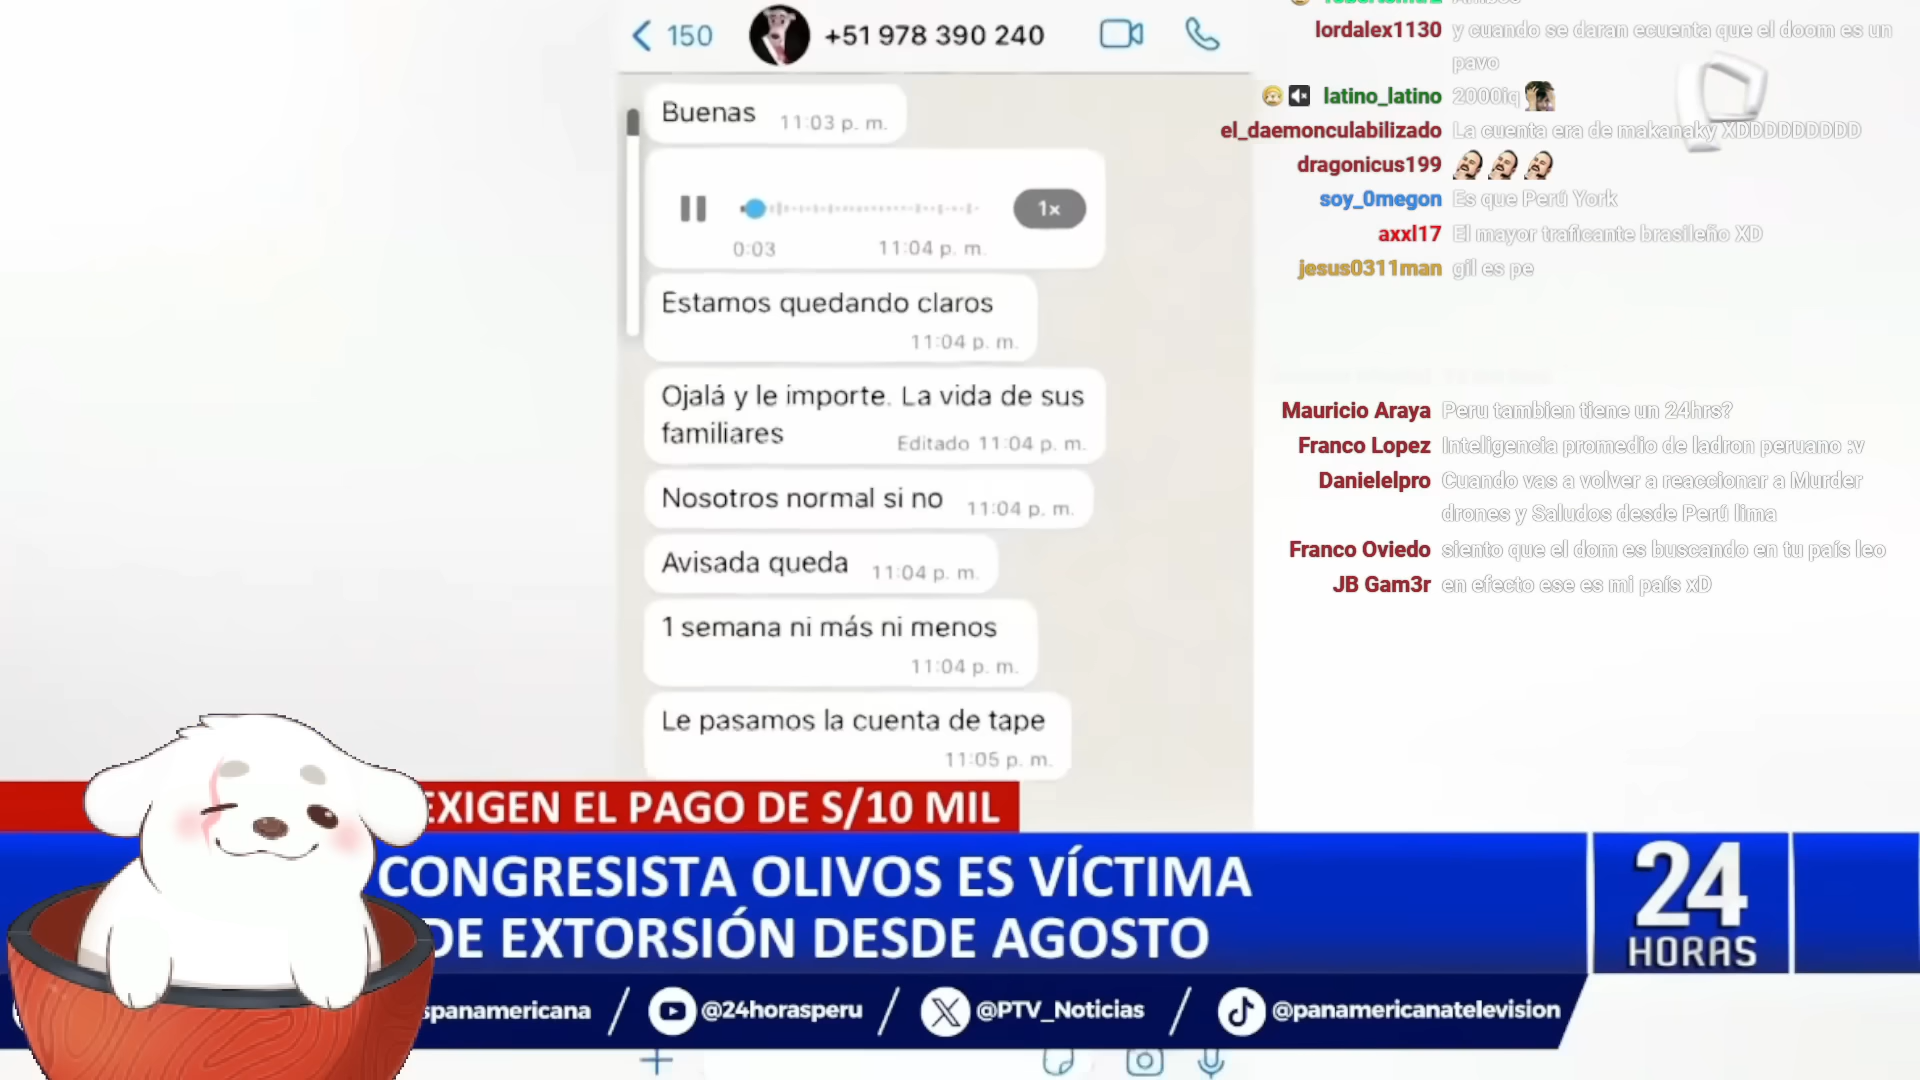 150
+51 978 390 240
Buenas 11:03 p. m.
1x
0:03 11:04 p. m.
Estamos quedando claros
11:04 p. m.
Ojalá y le importe. La vida de sus
familiares Editado 11:04 p. m.
Nosotros normal si no 11:04 p. m.
Avisada queda 11:04 p. m.
1 semana ni más ni menos
11:04 p. m.
Le pasamos la cuenta de tape
11:05 p. m.
lordalex1130 y cuando se daran ecuenta que el doom es un
pavo
latino_latino 2000iq
el_daemonculabilizado La cuenta era de makanaky XDDDDDDDDD
dragonicus199
soy_0megon Es que Perú York
axxl17 El mayor traficante brasileño XD
jesus0311man gil es pe
Mauricio Araya Peru tambien tiene un 24hrs?
Franco Lopez Inteligencia promedio de ladron peruano :v
Danielelpro Cuando vas a volver a reaccionar a Murder
drones y Saludos desde Perú lima
Franco Oviedo siento que el dom es buscando en tu país leo
JB Gam3r en efecto ese es mi país xD
EXIGEN EL PAGO DE S/10 MIL
CONGRESISTA OLIVOS ES VÍCTIMA
DE EXTORSIÓN DESDE AGOSTO
24
HORAS
spanamericana / @24horasperu / @PTV_Noticias / @panamericanatelevision